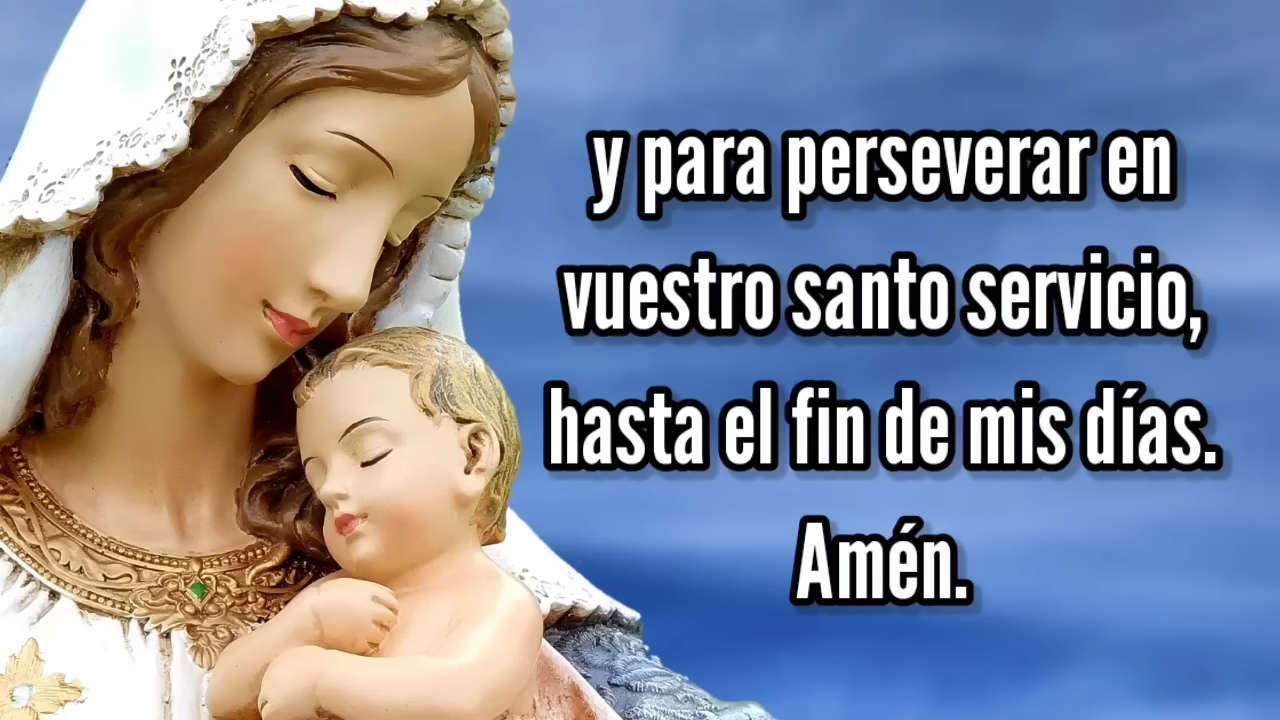 y para perseverar en
vuestro santo servicio,
hasta el fin de mis días.
Amén.